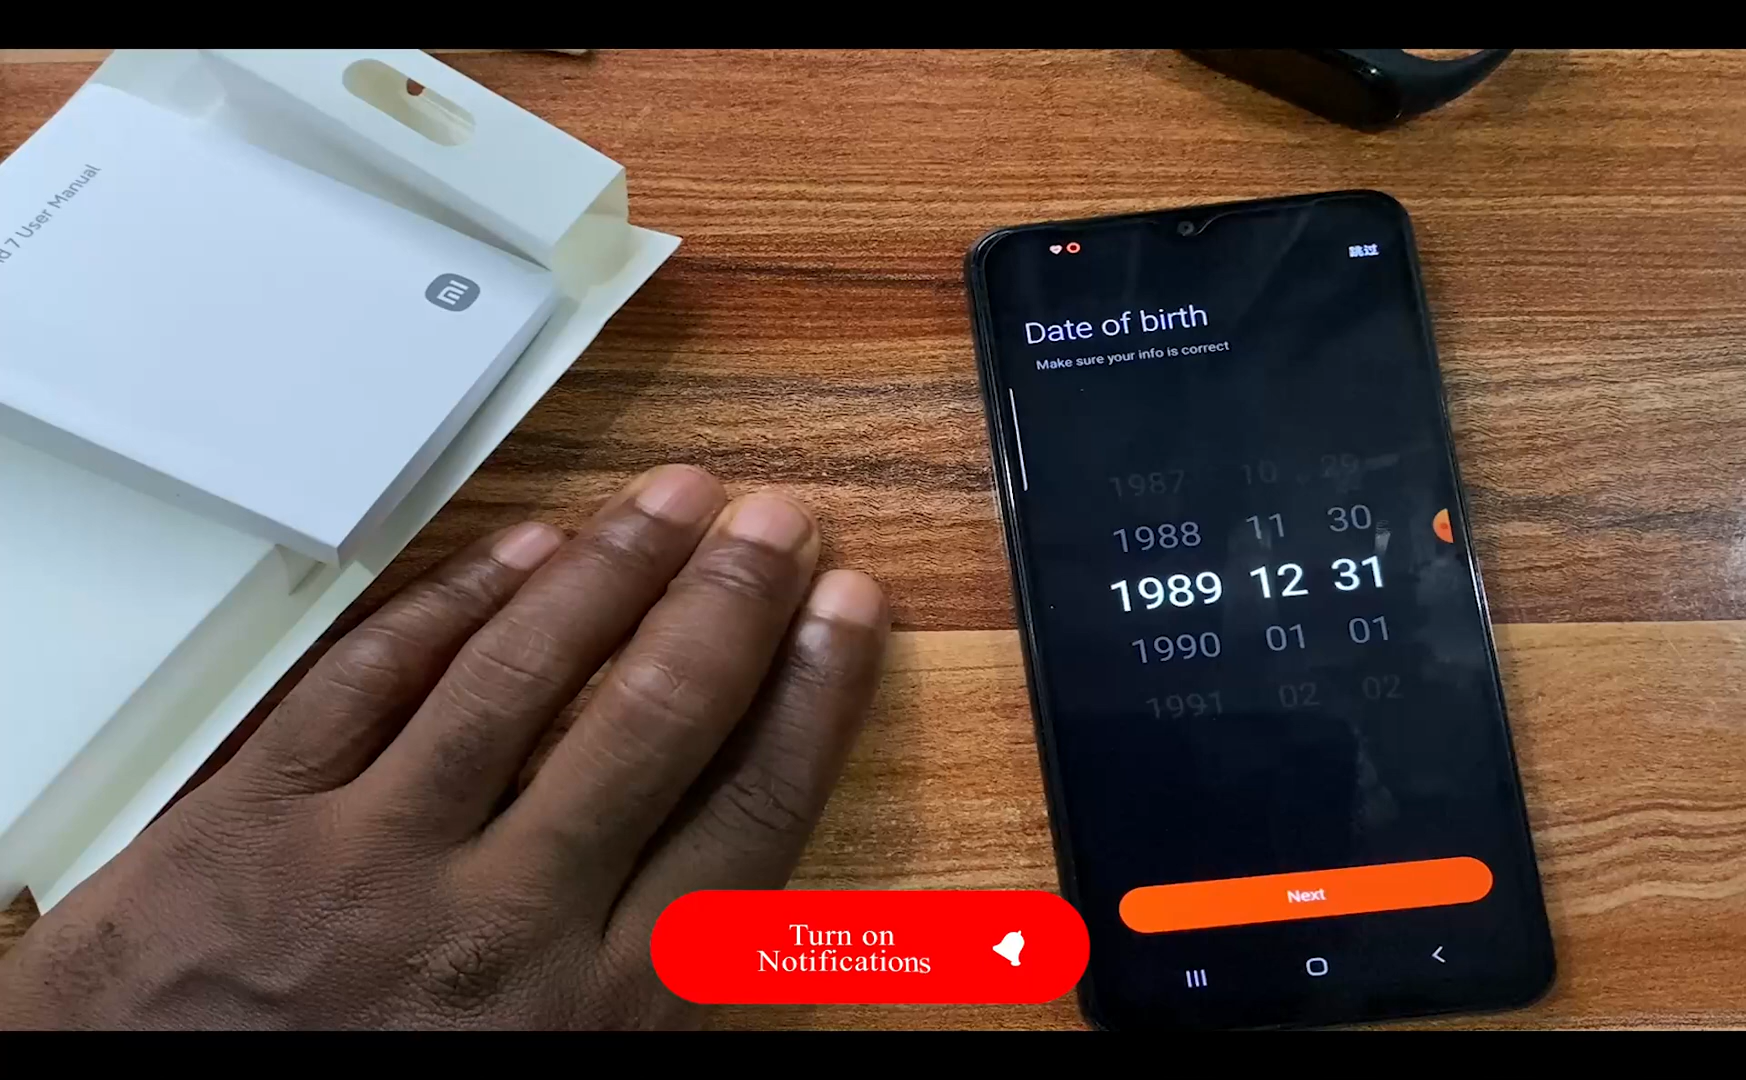 7 User Manual
mi
跳过
Date of birth
Make sure your info is correct
1987 10 29
1988 11 30
1989 12 31
1990 01 01
1991 02 02
Next
Turn on
Notifications